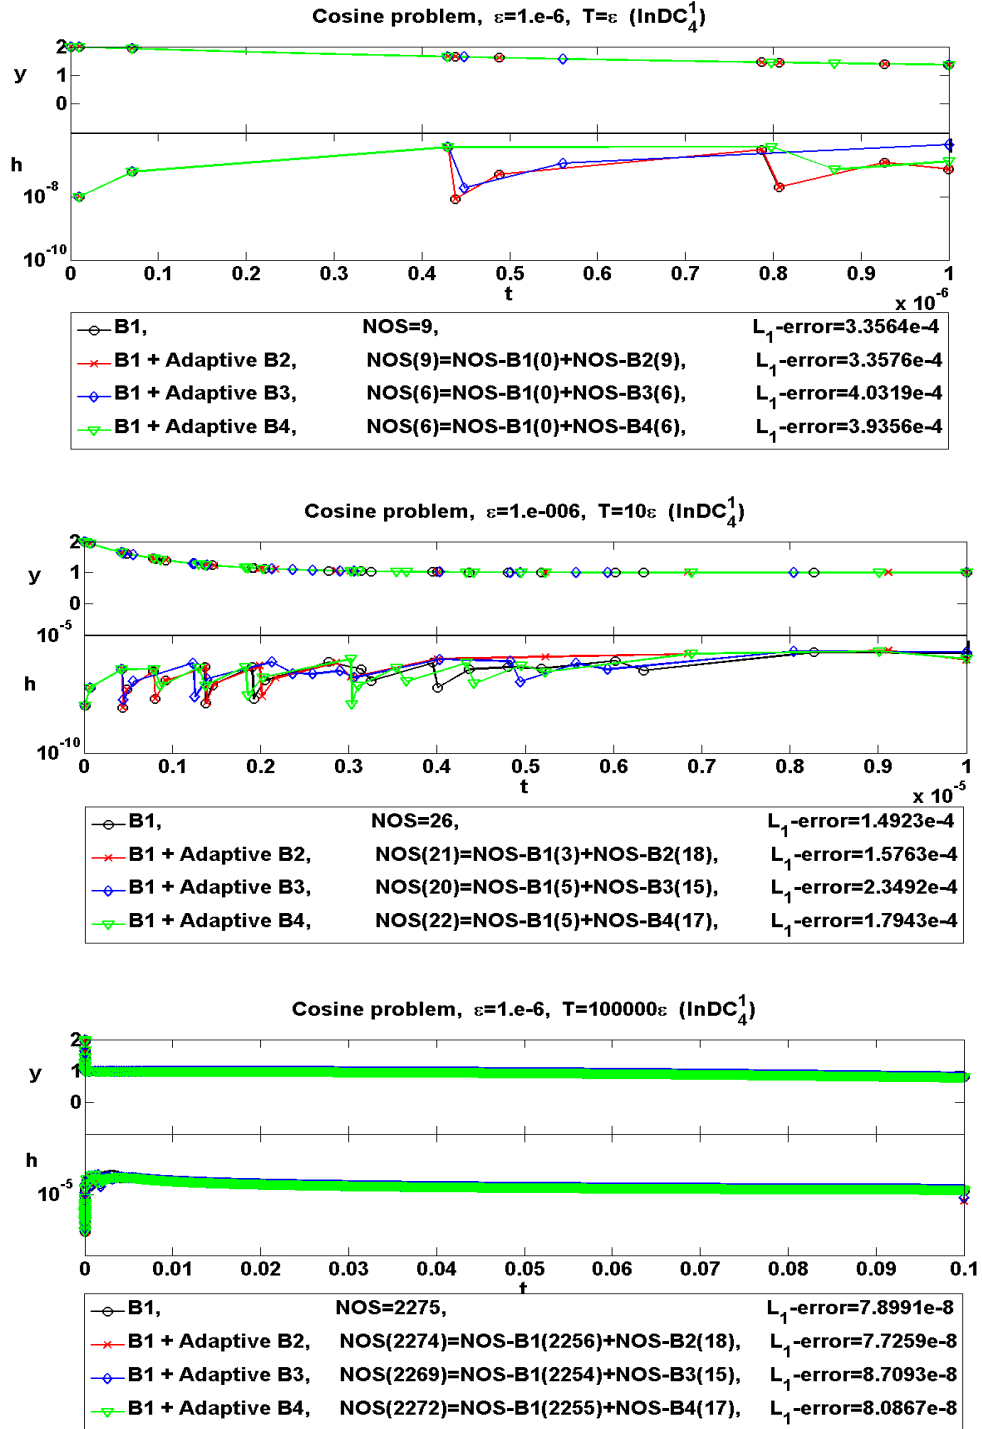 Cosine problem, ε=1.e-6, T=ε (InDC₄¹)
2
y 1
0
h
10⁻⁸
10⁻¹⁰
0 0.1 0.2 0.3 0.4 0.5 0.6 0.7 0.8 0.9 1
t
x 10⁻⁶
B1, NOS=9, L₁-error=3.3564e-4
B1 + Adaptive B2, NOS(9)=NOS-B1(0)+NOS-B2(9), L₁-error=3.3576e-4
B1 + Adaptive B3, NOS(6)=NOS-B1(0)+NOS-B3(6), L₁-error=4.0319e-4
B1 + Adaptive B4, NOS(6)=NOS-B1(0)+NOS-B4(6), L₁-error=3.9356e-4
Cosine problem, ε=1.e-006, T=10ε (InDC₄¹)
2
y 1
0
10⁻⁵
h
10⁻¹⁰
0 0.1 0.2 0.3 0.4 0.5 0.6 0.7 0.8 0.9 1
t
x 10⁻⁵
B1, NOS=26, L₁-error=1.4923e-4
B1 + Adaptive B2, NOS(21)=NOS-B1(3)+NOS-B2(18), L₁-error=1.5763e-4
B1 + Adaptive B3, NOS(20)=NOS-B1(5)+NOS-B3(15), L₁-error=2.3492e-4
B1 + Adaptive B4, NOS(22)=NOS-B1(5)+NOS-B4(17), L₁-error=1.7943e-4
Cosine problem, ε=1.e-6, T=100000ε (InDC₄¹)
2
y 1
0
h
10⁻⁵
0 0.01 0.02 0.03 0.04 0.05 0.06 0.07 0.08 0.09 0.1
t
B1, NOS=2275, L₁-error=7.8991e-8
B1 + Adaptive B2, NOS(2274)=NOS-B1(2256)+NOS-B2(18), L₁-error=7.7259e-8
B1 + Adaptive B3, NOS(2269)=NOS-B1(2254)+NOS-B3(15), L₁-error=8.7093e-8
B1 + Adaptive B4, NOS(2272)=NOS-B1(2255)+NOS-B4(17), L₁-error=8.0867e-8